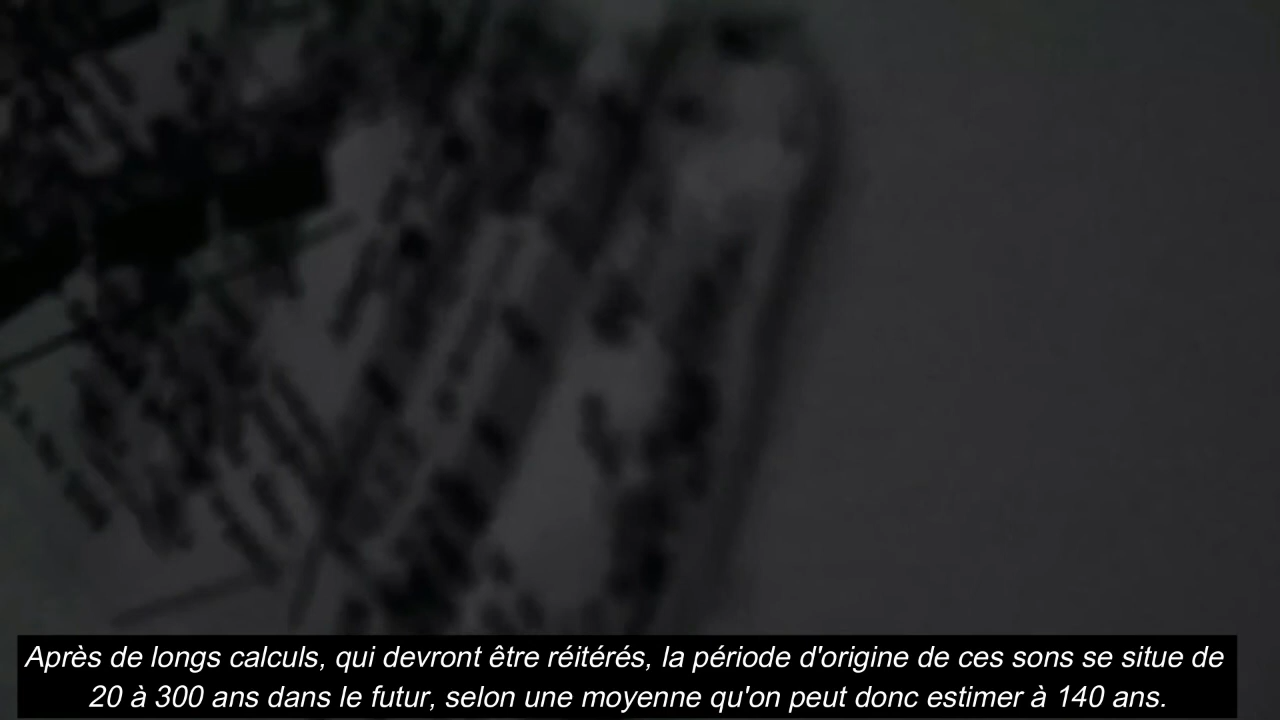 Après de longs calculs, qui devront être réitérés, la période d'origine de ces sons se situe de
20 à 300 ans dans le futur, selon une moyenne qu'on peut donc estimer à 140 ans.